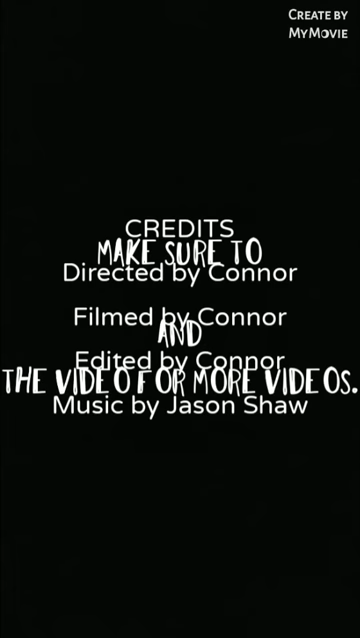 CREATE BY
MYMOVIE
CREDITS
MAKE SURE TO
Directed by Connor
Filmed by Connor
AND
Edited by Connor
THE VIDEO FOR MORE VIDEOS.
Music by Jason Shaw